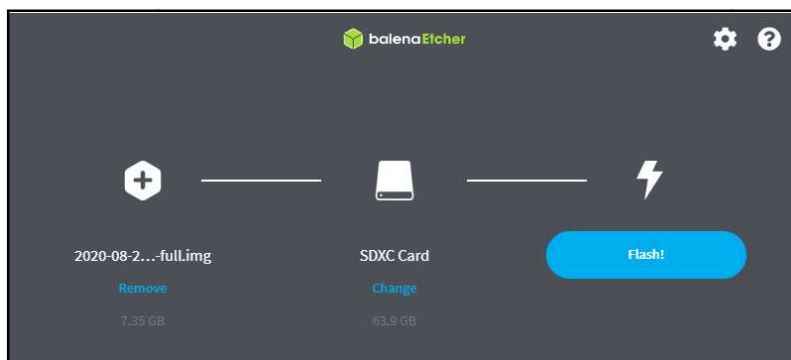 balenaEtcher
2020-08-2...-full.img
SDXC Card
Flash!
Remove
Change
7.35 GB
63.9 GB